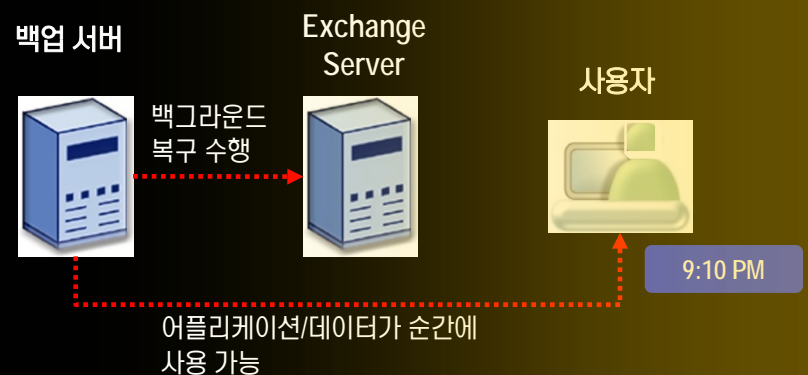 백업 서버
Exchange
Server
사용자
백그라운드
복구 수행
9:10 PM
어플리케이션/데이터가 순간에
사용 가능